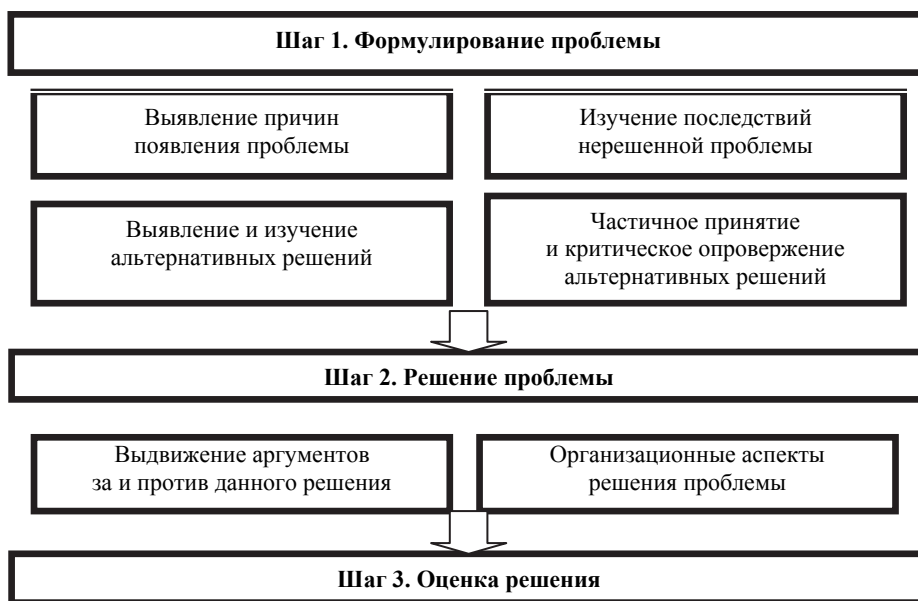 Шаг 1. Формулирование проблемы
Выявление причин
появления проблемы
Изучение последствий
нерешенной проблемы
Выявление и изучение
альтернативных решений
Частичное принятие
и критическое опровержение
альтернативных решений
Шаг 2. Решение проблемы
Выдвижение аргументов
за и против данного решения
Организационные аспекты
решения проблемы
Шаг 3. Оценка решения